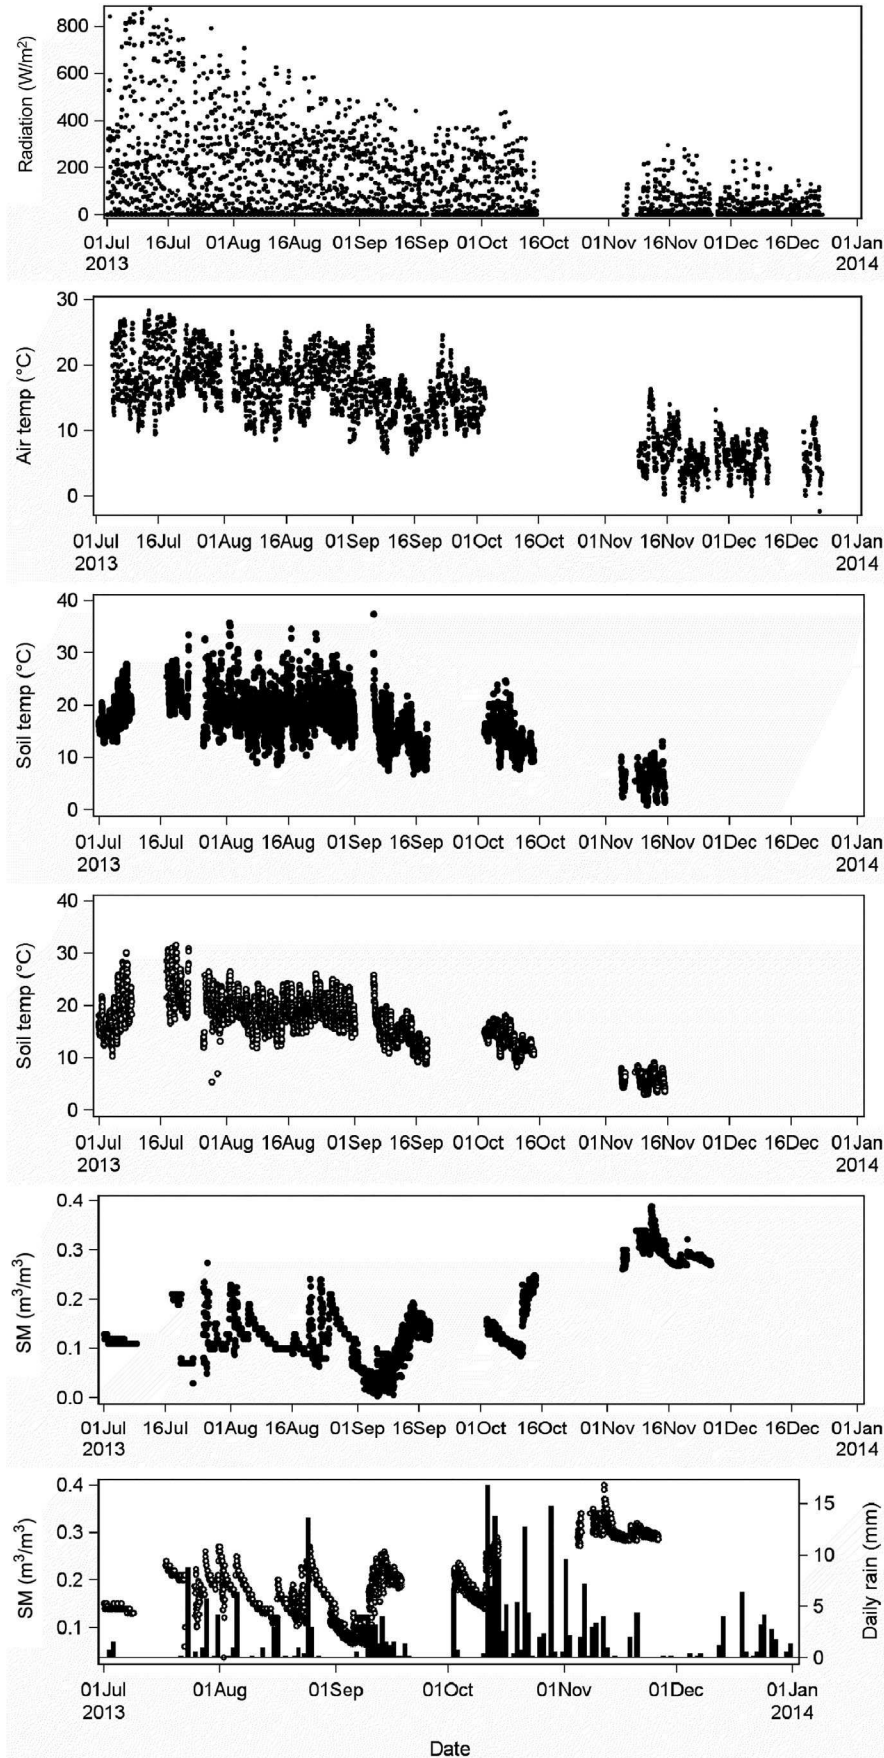 Radiation (W/m²)
800
600
400
200
0
01Jul 16Jul 01Aug 16Aug 01Sep 16Sep 01Oct 16Oct 01Nov 16Nov 01Dec 16Dec 01Jan
2013 2014
Air temp (°C)
30
20
10
0
01Jul 16Jul 01Aug 16Aug 01Sep 16Sep 01Oct 16Oct 01Nov 16Nov 01Dec 16Dec 01Jan
2013 2014
Soil temp (°C)
40
30
20
10
0
01Jul 16Jul 01Aug 16Aug 01Sep 16Sep 01Oct 16Oct 01Nov 16Nov 01Dec 16Dec 01Jan
2013 2014
Soil temp (°C)
40
30
20
10
0
01Jul 16Jul 01Aug 16Aug 01Sep 16Sep 01Oct 16Oct 01Nov 16Nov 01Dec 16Dec 01Jan
2013 2014
SM (m³/m³)
0.4
0.3
0.2
0.1
0.0
01Jul 16Jul 01Aug 16Aug 01Sep 16Sep 01Oct 16Oct 01Nov 16Nov 01Dec 16Dec 01Jan
2013 2014
SM (m³/m³)
0.4
0.3
0.2
0.1
15
10
5
0
Daily rain (mm)
01Jul 01Aug 01Sep 01Oct 01Nov 01Dec 01Jan
2013 2014
Date